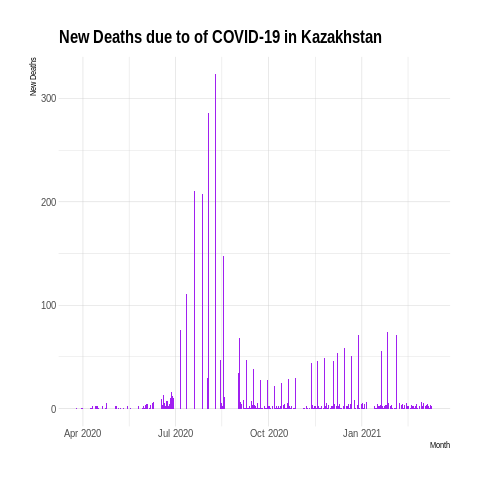 New Deaths due to of COVID-19 in Kazakhstan
New Deaths
300
200
100
0
Apr 2020
Jul 2020
Oct 2020
Jan 2021
Month